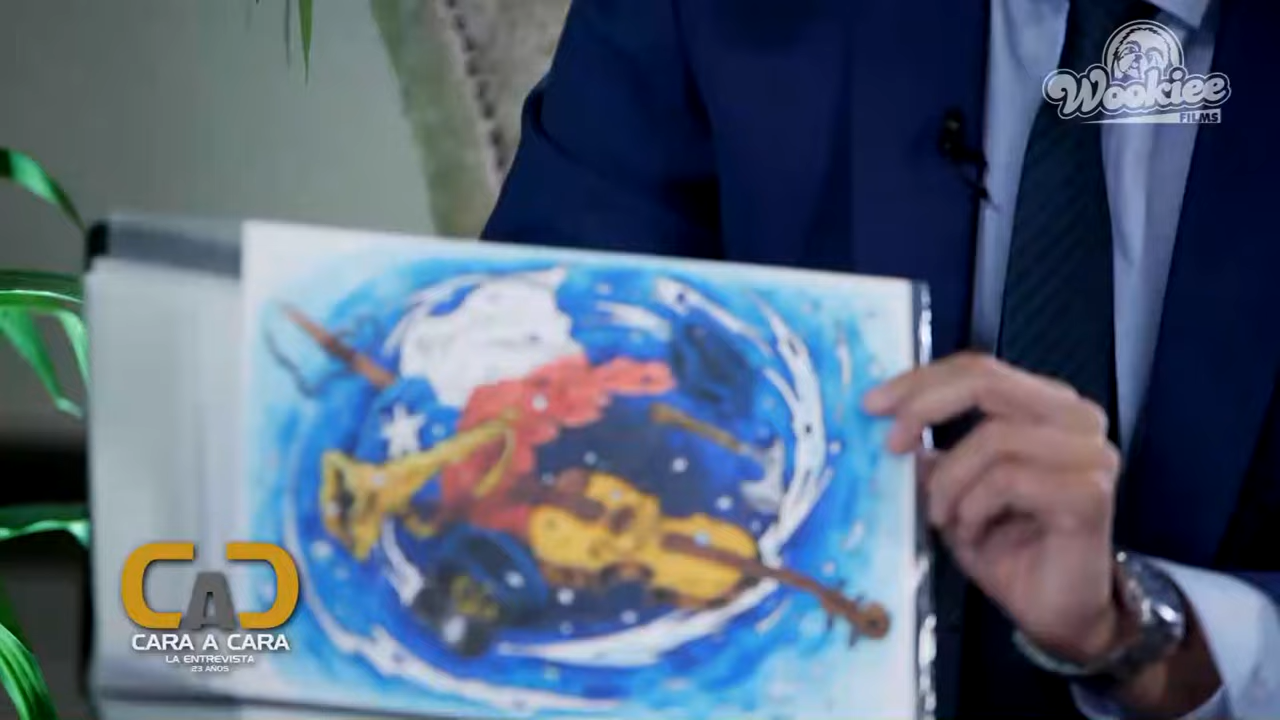 Wookiee
FILMS
CAC
CARA A CARA
LA ENTREVISTA
23 AÑOS